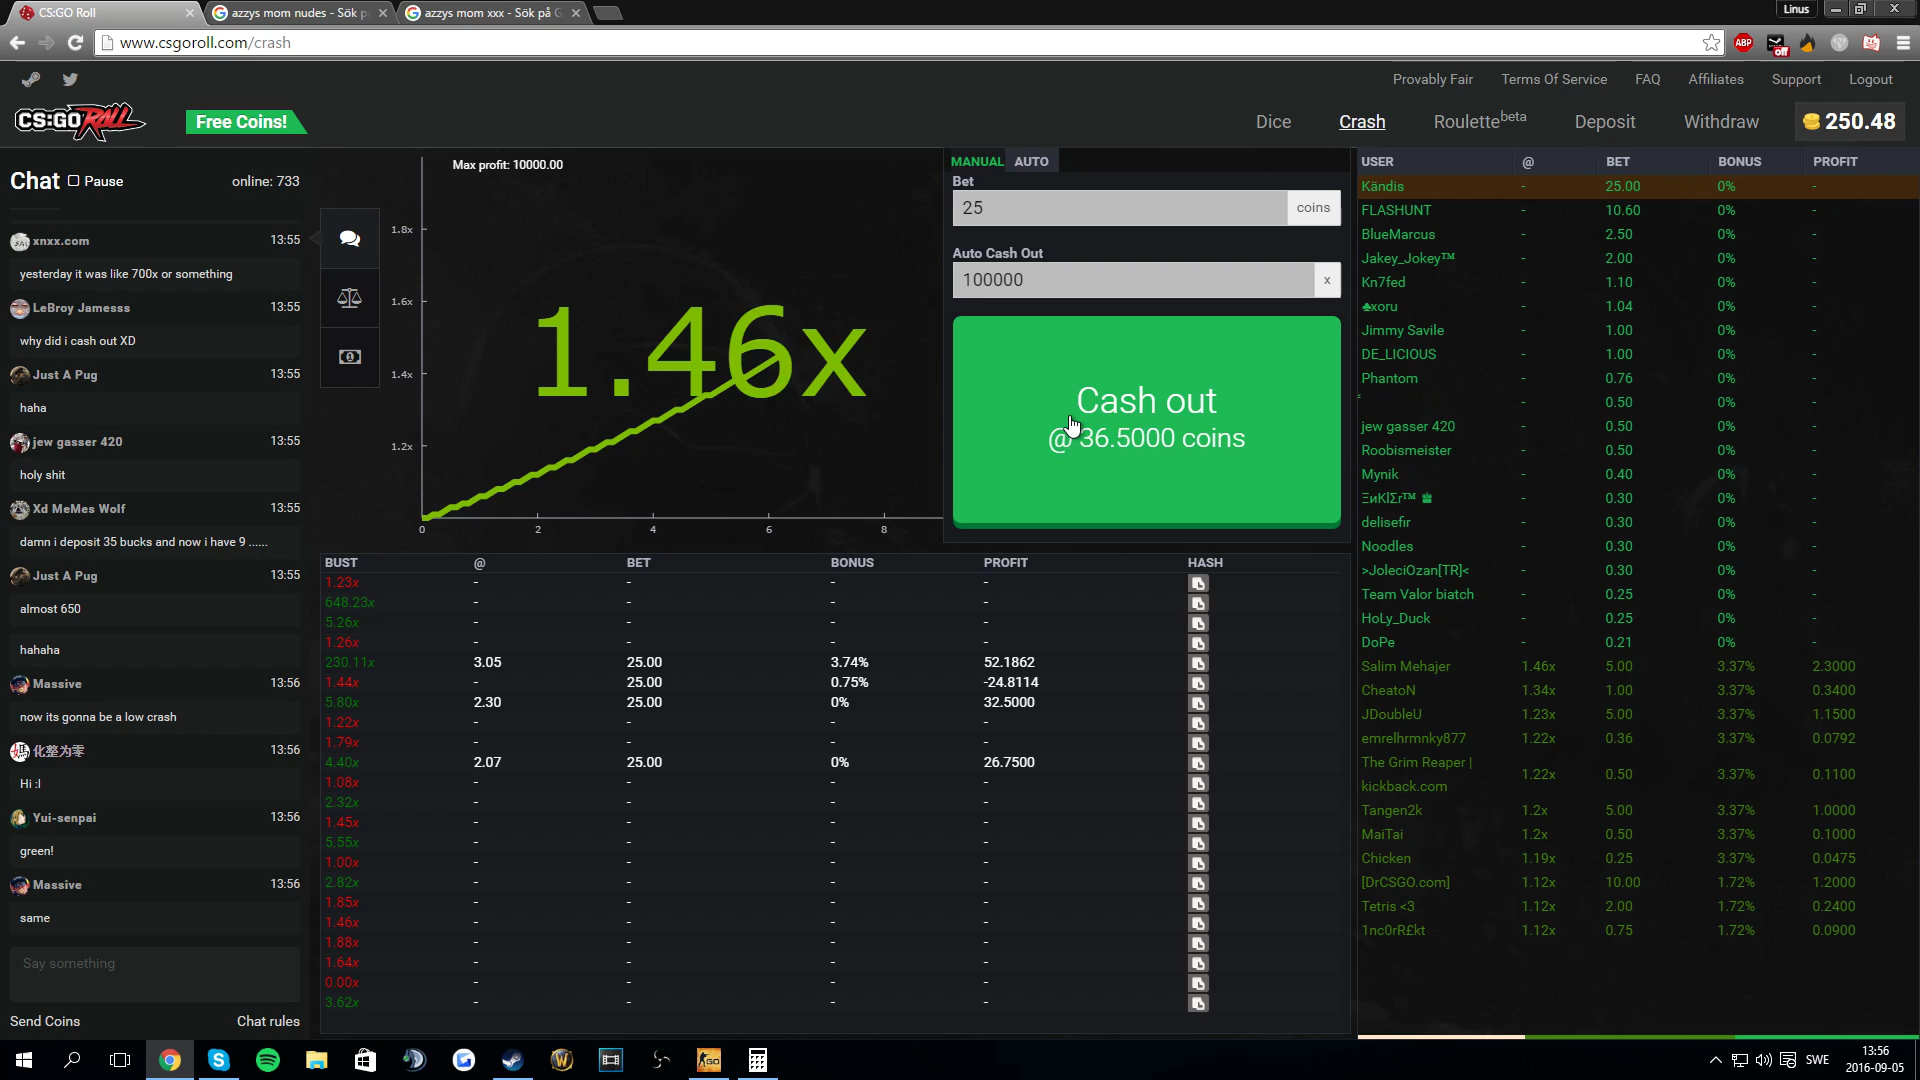 CS:GO Roll
azzys mom nudes - Sök p
azzys mom xxx - Sök på G
Linus
www.csgoroll.com/crash
ABP
off
Provably Fair
Terms Of Service
FAQ
Affiliates
Support
Logout
CS:GO ROLL
Free Coins!
Dice
Crash
Roulette beta
Deposit
Withdraw
250.48
Chat
Pause
online: 733
xnxx.com 13:55
yesterday it was like 700x or something
LeBroy Jamesss 13:55
why did i cash out XD
Just A Pug 13:55
haha
jew gasser 420 13:55
holy shit
Xd MeMes Wolf 13:55
damn i deposit 35 bucks and now i have 9 ......
Just A Pug 13:55
almost 650
hahaha
Massive 13:56
now its gonna be a low crash
化整为零 13:56
Hi :l
Yui-senpai 13:56
green!
Massive 13:56
same
Say something
Send Coins
Chat rules
Max profit: 10000.00
1.8x
1.6x
1.4x
1.2x
1.46x
0 2 4 6 8
MANUAL AUTO
Bet
25 coins
Auto Cash Out
100000 x
Cash out
@ 36.5000 coins
BUST @ BET BONUS PROFIT HASH
1.23x - - - -
648.23x - - - -
5.26x - - - -
1.26x - - - -
230.11x 3.05 25.00 3.74% 52.1862
1.44x - 25.00 0.75% -24.8114
5.80x 2.30 25.00 0% 32.5000
1.22x - - - -
1.79x - - - -
4.40x 2.07 25.00 0% 26.7500
1.08x - - - -
2.32x - - - -
1.45x - - - -
5.55x - - - -
1.00x - - - -
2.82x - - - -
1.85x - - - -
1.46x - - - -
1.88x - - - -
1.64x - - - -
0.00x - - - -
3.62x - - - -
USER @ BET BONUS PROFIT
Kändis - 25.00 0% -
FLASHUNT - 10.60 0% -
BlueMarcus - 2.50 0% -
Jakey_Jokey™ - 2.00 0% -
Kn7fed - 1.10 0% -
♣xoru - 1.04 0% -
Jimmy Savile - 1.00 0% -
DE_LICIOUS - 1.00 0% -
Phantom - 0.76 0% -
- 0.50 0% -
jew gasser 420 - 0.50 0% -
Roobismeister - 0.50 0% -
Mynik - 0.40 0% -
ΞиKlΣr™ - 0.30 0% -
delisefir - 0.30 0% -
Noodles - 0.30 0% -
>JoleciOzan[TR]< - 0.30 0% -
Team Valor biatch - 0.25 0% -
HoLy_Duck - 0.25 0% -
DoPe - 0.21 0% -
Salim Mehajer 1.46x 5.00 3.37% 2.3000
CheatoN 1.34x 1.00 3.37% 0.3400
JDoubleU 1.23x 5.00 3.37% 1.1500
emrelhrmnky877 1.22x 0.36 3.37% 0.0792
The Grim Reaper |
kickback.com 1.22x 0.50 3.37% 0.1100
Tangen2k 1.2x 5.00 3.37% 1.0000
MaiTai 1.2x 0.50 3.37% 0.1000
Chicken 1.19x 0.25 3.37% 0.0475
[DrCSGO.com] 1.12x 10.00 1.72% 1.2000
Tetris <3 1.12x 2.00 1.72% 0.2400
1nc0rR£kt 1.12x 0.75 1.72% 0.0900
SWE
13:56
2016-09-05